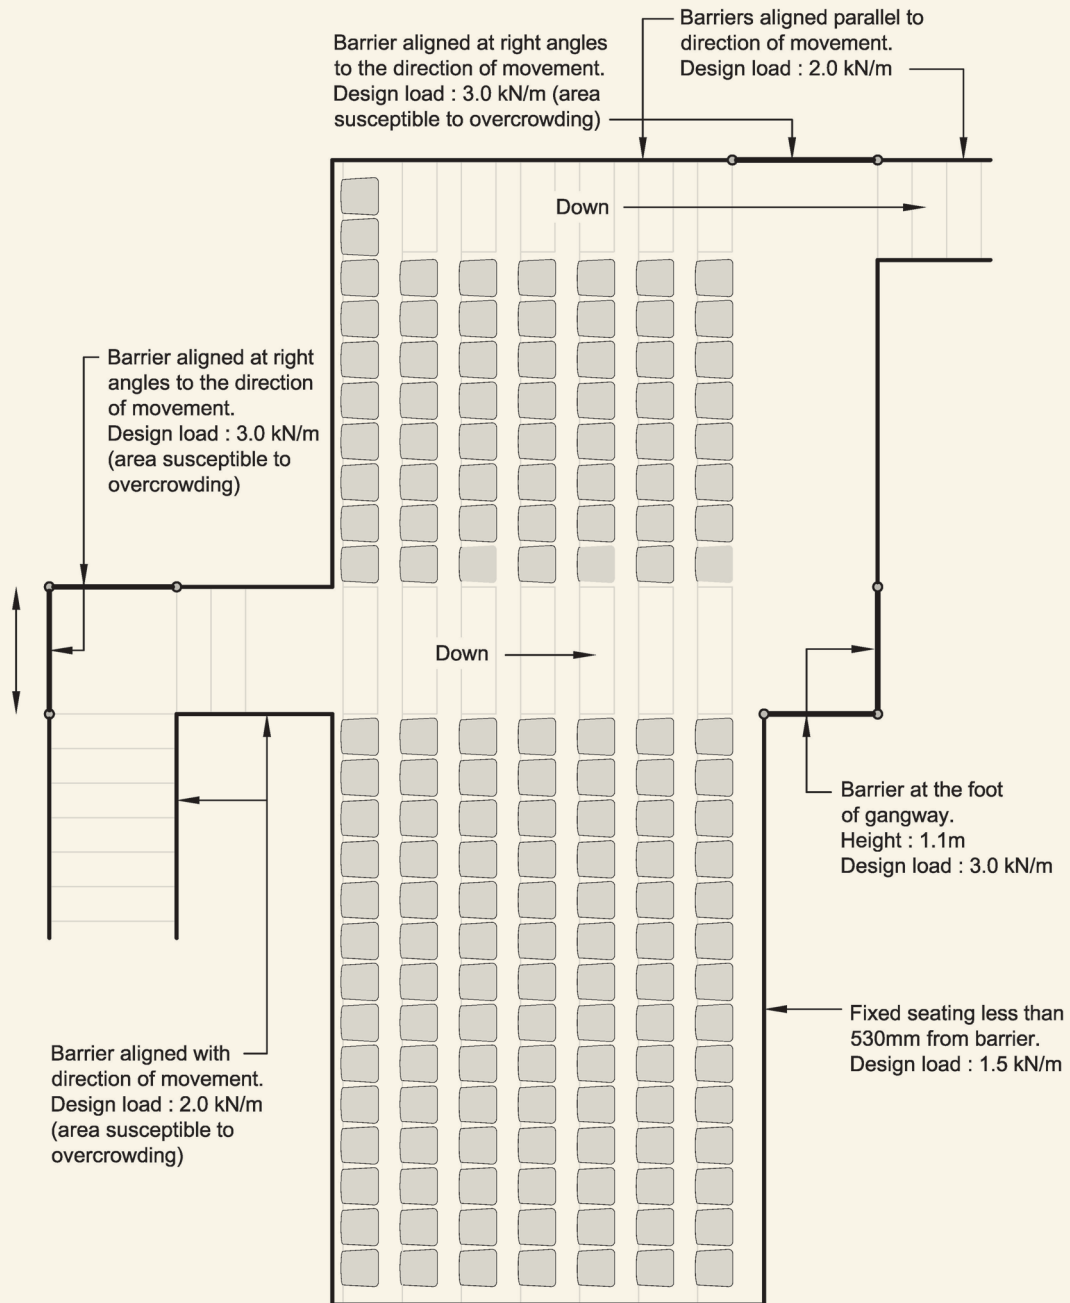 Barriers aligned parallel to
direction of movement.
Design load : 2.0 kN/m
Barrier aligned at right angles
to the direction of movement.
Design load : 3.0 kN/m (area
susceptible to overcrowding)
Down
Barrier aligned at right
angles to the direction
of movement.
Design load : 3.0 kN/m
(area susceptible to
overcrowding)
Down
Barrier at the foot
of gangway.
Height : 1.1m
Design load : 3.0 kN/m
Fixed seating less than
530mm from barrier.
Design load : 1.5 kN/m
Barrier aligned with
direction of movement.
Design load : 2.0 kN/m
(area susceptible to
overcrowding)